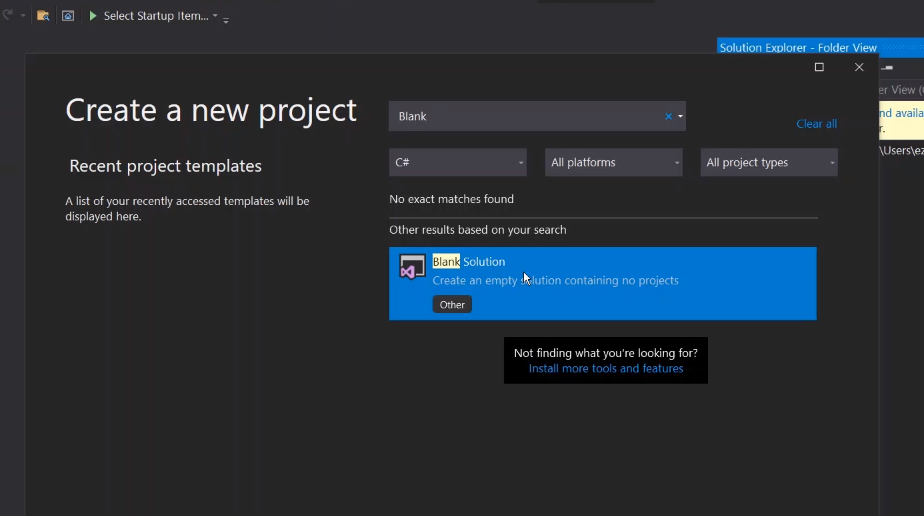 Select Startup Item...
Solution Explorer - Folder View
Create a new project
Blank
Clear all
Recent project templates
C#
All platforms
All project types
A list of your recently accessed templates will be
displayed here.
No exact matches found
Other results based on your search
Blank Solution
Create an empty solution containing no projects
Other
Not finding what you're looking for?
Install more tools and features
er View (
nd availa
r.
\Users\ez